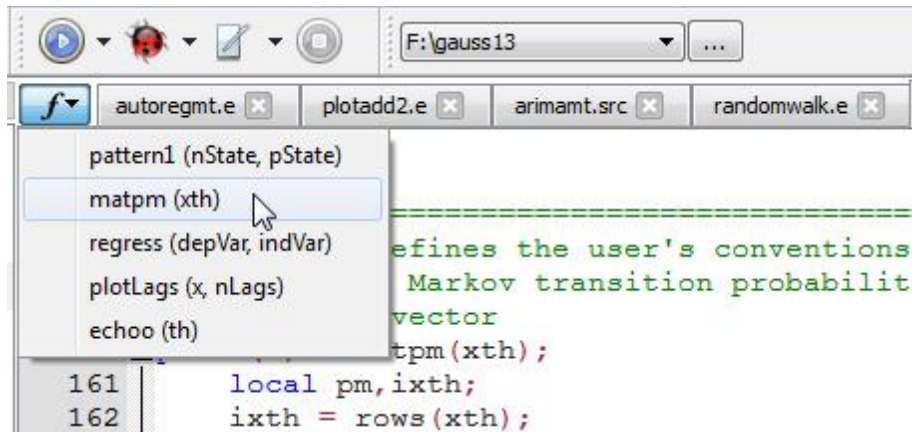 F:\gauss13 ...
f autoregmt.e plotadd2.e arimamt.src randomwalk.e
pattern1 (nState, pState)
matpm (xth)
regress (depVar, indVar)
plotLags (x, nLags)
echoo (th)
==============================
efines the user's conventions
Markov transition probabilit
vector
tpm(xth);
161 local pm,ixth;
162 ixth = rows(xth);